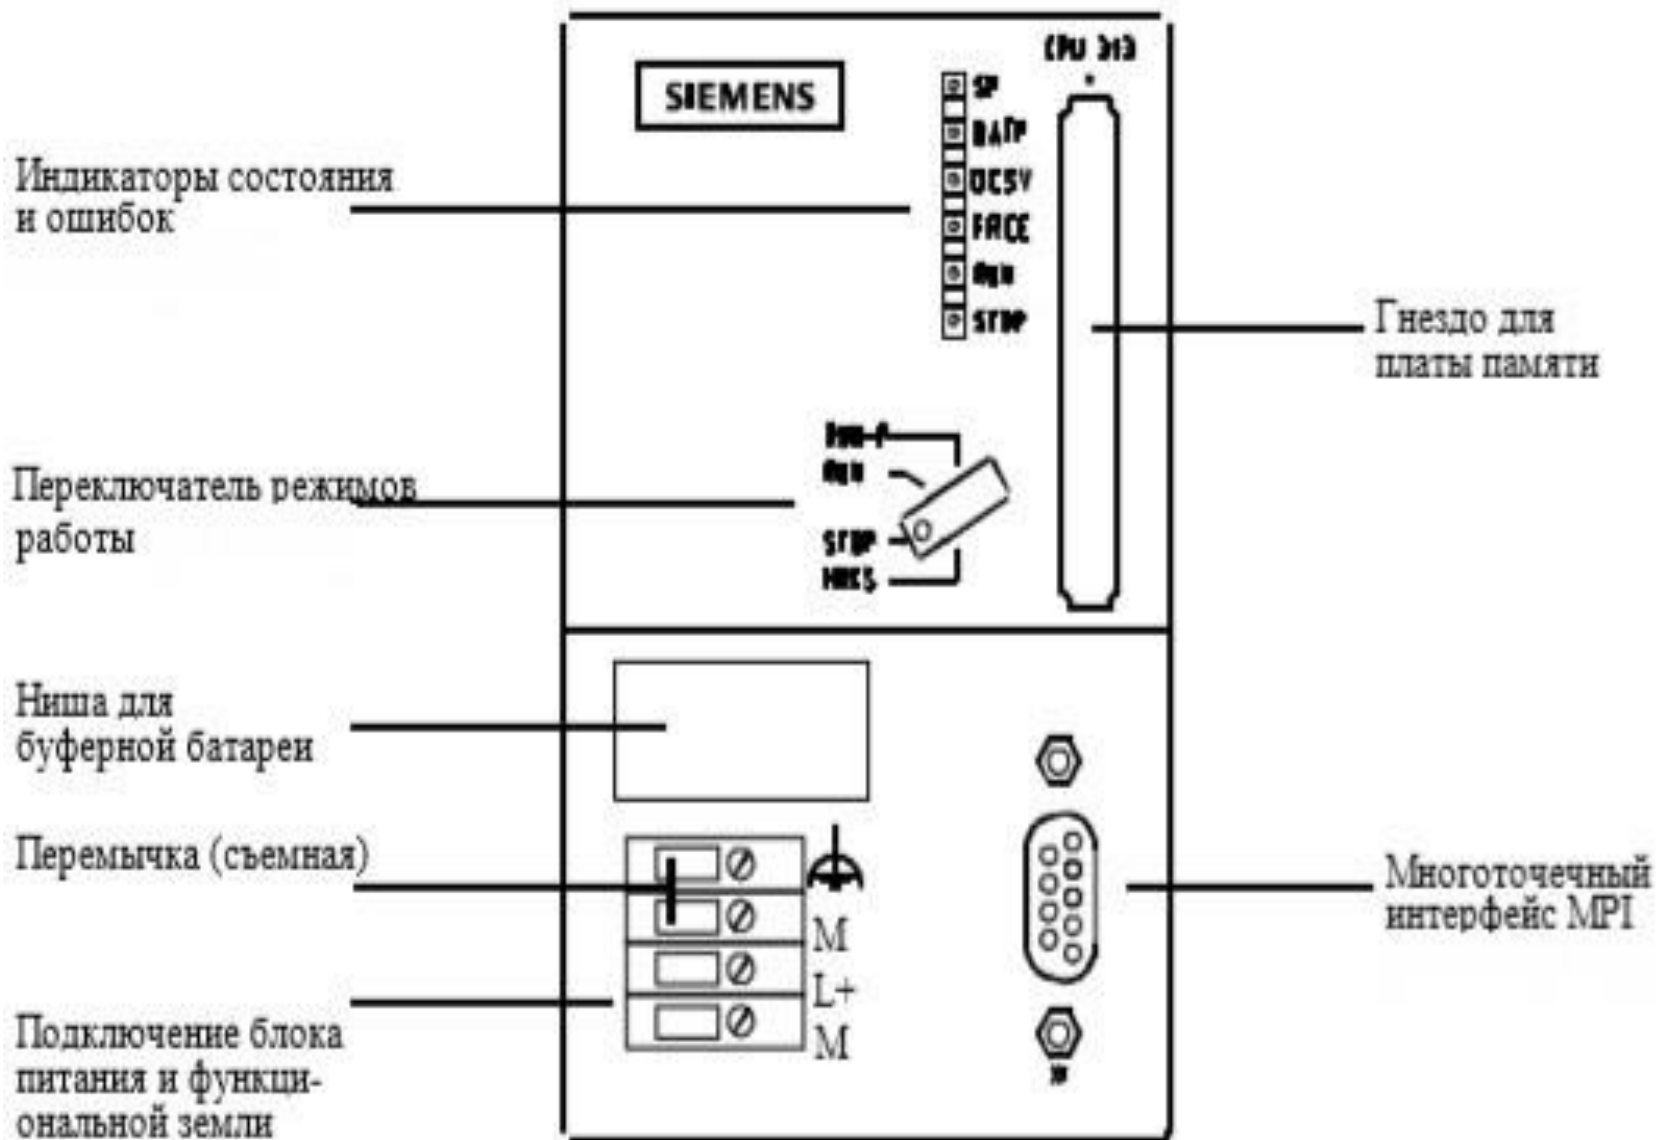 SIEMENS
CPU 313
SF
BATF
DC5V
FRCE
RUN
STOP
Индикаторы состояния
и ошибок
Гнездо для
платы памяти
RUN-P
RUN
STOP
MRES
Переключатель режимов
работы
Ниша для
буферной батареи
Перемычка (съемная)
M
L+
M
Многоточечный
интерфейс MPI
Подключение блока
питания и функци-
ональной земли